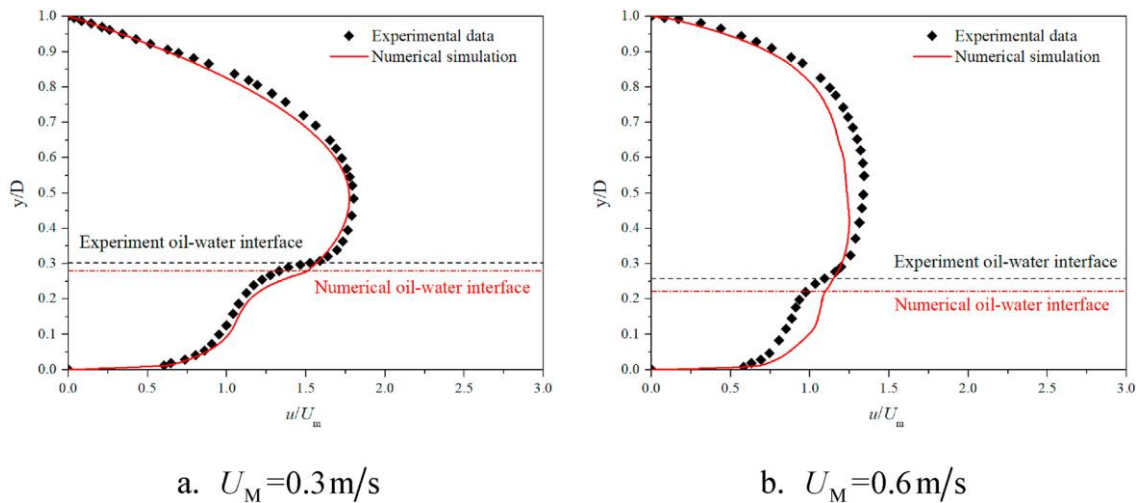 1.0
0.9
0.8
0.7
0.6
0.5
0.4
0.3
0.2
0.1
0.0
y/D
Experimental data
Numerical simulation
Experiment oil-water interface
Numerical oil-water interface
0.0 0.5 1.0 1.5 2.0 2.5 3.0
u/Um
a. UM=0.3m/s
1.0
0.9
0.8
0.7
0.6
0.5
0.4
0.3
0.2
0.1
0.0
y/D
Experimental data
Numerical simulation
Experiment oil-water interface
Numerical oil-water interface
0.0 0.5 1.0 1.5 2.0 2.5 3.0
u/Um
b. UM=0.6m/s